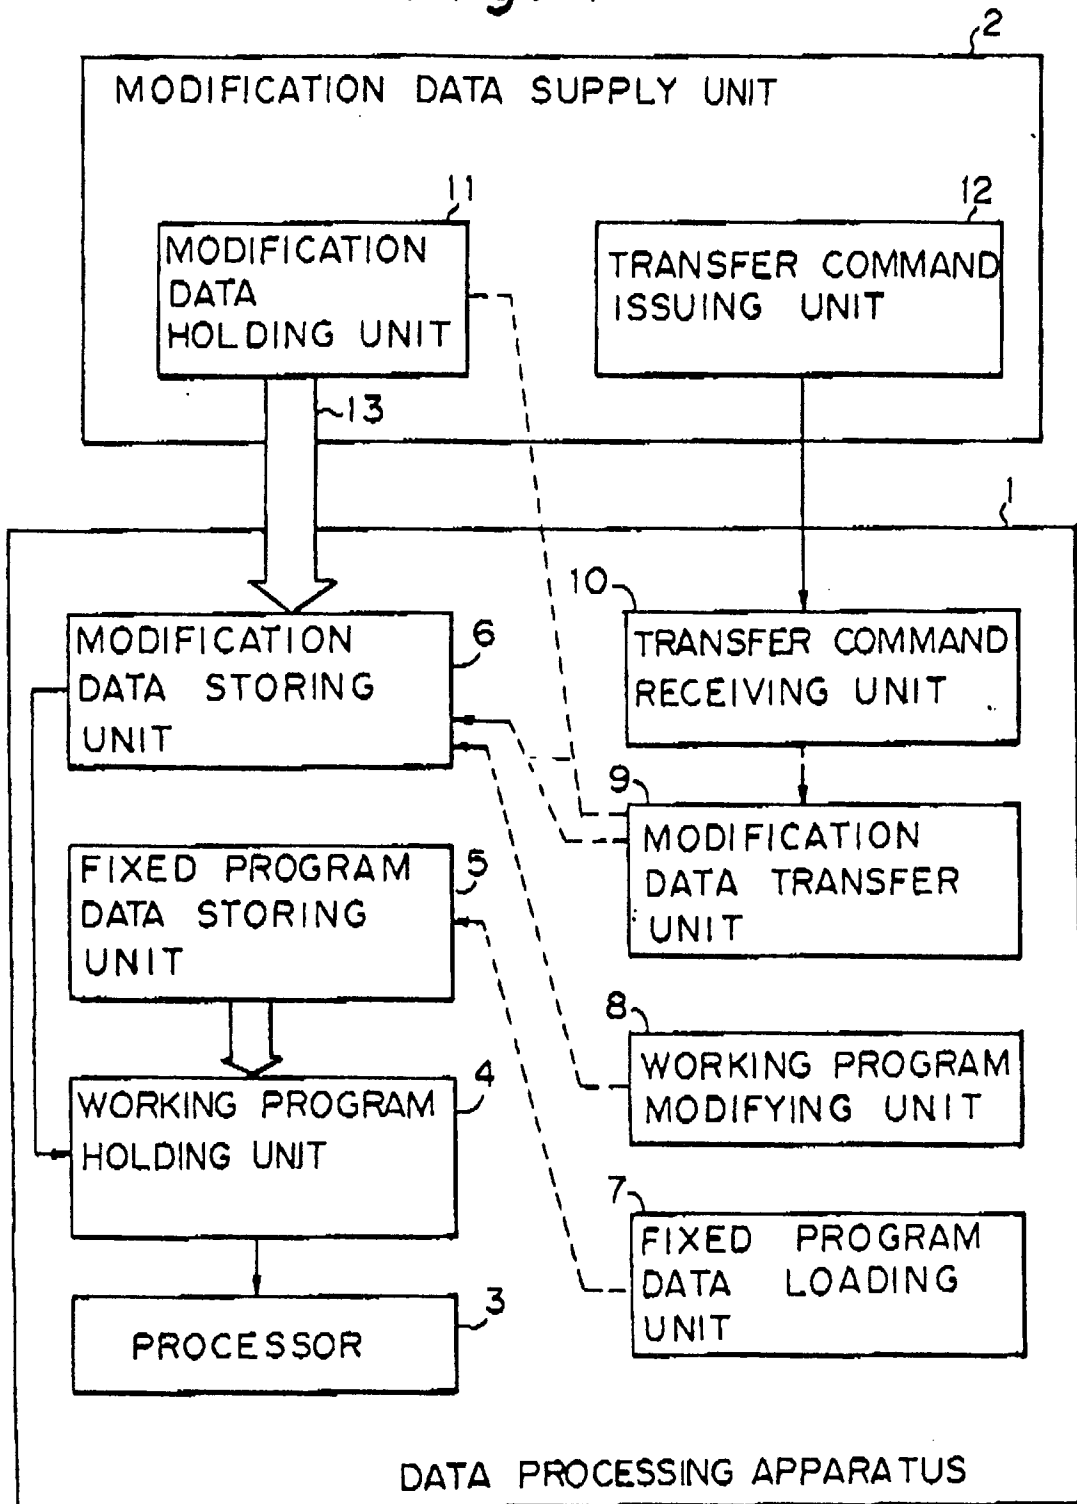 2
MODIFICATION DATA SUPPLY UNIT
11
MODIFICATION
DATA
HOLDING UNIT
12
TRANSFER COMMAND
ISSUING UNIT
13
1
6
MODIFICATION
DATA STORING
UNIT
10
TRANSFER COMMAND
RECEIVING UNIT
9
MODIFICATION
DATA TRANSFER
UNIT
5
FIXED PROGRAM
DATA STORING
UNIT
8
WORKING PROGRAM
MODIFYING UNIT
4
WORKING PROGRAM
HOLDING UNIT
7
FIXED PROGRAM
DATA LOADING
UNIT
3
PROCESSOR
DATA PROCESSING APPARATUS